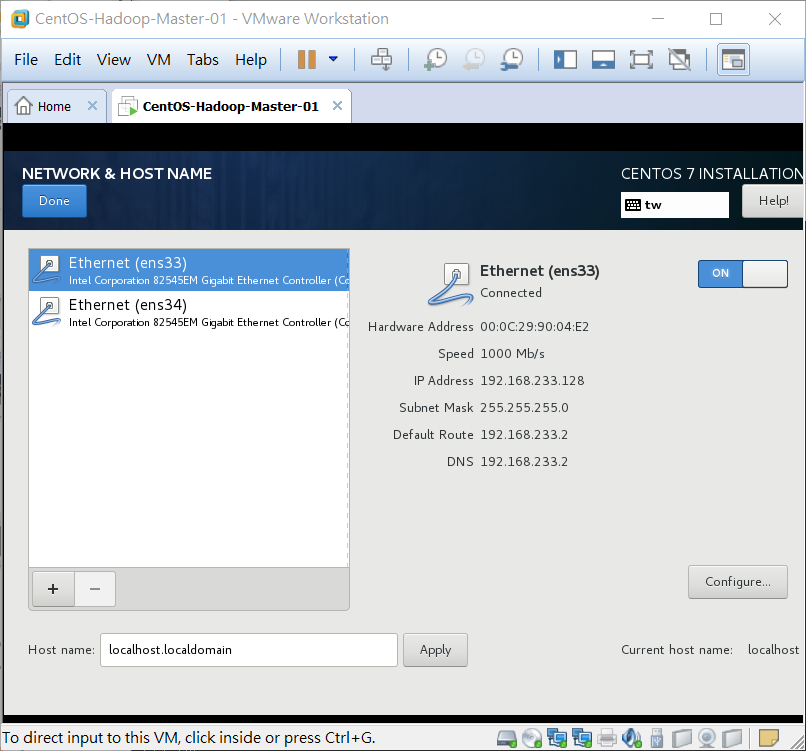 CentOS-Hadoop-Master-01 - VMware Workstation
File Edit View VM Tabs Help
Home CentOS-Hadoop-Master-01
NETWORK & HOST NAME
CENTOS 7 INSTALLATION
Done
tw
Help!
Ethernet (ens33)
Intel Corporation 82545EM Gigabit Ethernet Controller (Co
Ethernet (ens34)
Intel Corporation 82545EM Gigabit Ethernet Controller (Co
Ethernet (ens33)
Connected
ON
Hardware Address 00:0C:29:90:04:E2
Speed 1000 Mb/s
IP Address 192.168.233.128
Subnet Mask 255.255.255.0
Default Route 192.168.233.2
DNS 192.168.233.2
+ −
Configure...
Host name: localhost.localdomain Apply Current host name: localhost
To direct input to this VM, click inside or press Ctrl+G.